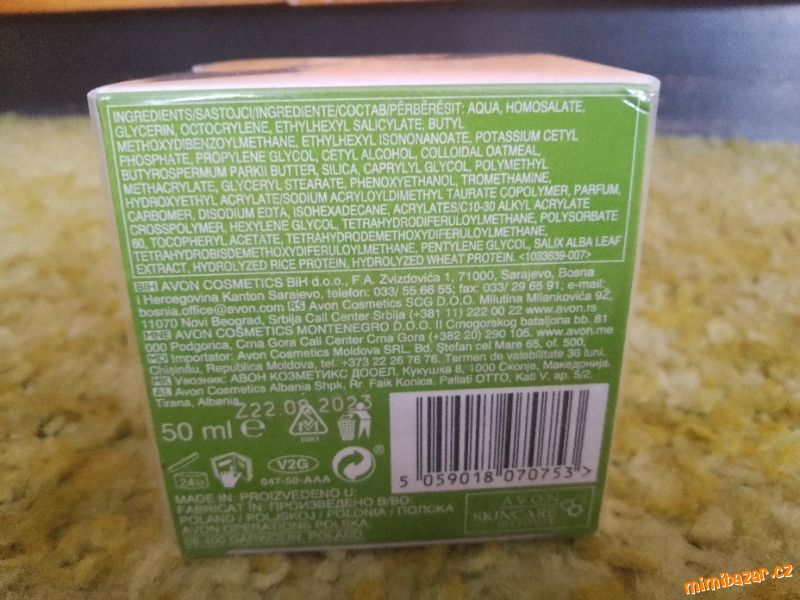 INGREDIENTS/SASTOJCI/INGREDIENTE/СОСТАВ/PËRBËRËSIT: AQUA, HOMOSALATE,
GLYCERIN, OCTOCRYLENE, ETHYLHEXYL SALICYLATE, BUTYL
METHOXYDIBENZOYLMETHANE, ETHYLHEXYL ISONONANOATE, POTASSIUM CETYL
PHOSPHATE, PROPYLENE GLYCOL, CETYL ALCOHOL, COLLOIDAL OATMEAL,
BUTYROSPERMUM PARKII BUTTER, SILICA, CAPRYLYL GLYCOL, POLYMETHYL
METHACRYLATE, GLYCERYL STEARATE, PHENOXYETHANOL, TROMETHAMINE,
HYDROXYETHYL ACRYLATE/SODIUM ACRYLOYLDIMETHYL TAURATE COPOLYMER, PARFUM,
CARBOMER, DISODIUM EDTA, ISOHEXADECANE, ACRYLATES/C10-30 ALKYL ACRYLATE
CROSSPOLYMER, HEXYLENE GLYCOL, TETRAHYDRODIFERULOYLMETHANE, POLYSORBATE
60, TOCOPHERYL ACETATE, TETRAHYDRODEMETHOXYDIFERULOYLMETHANE,
TETRAHYDROBISDEMETHOXYDIFERULOYLMETHANE, PENTYLENE GLYCOL, SALIX ALBA LEAF
EXTRACT, HYDROLYZED RICE PROTEIN, HYDROLYZED WHEAT PROTEIN. <1033639-007>
BIH AVON COSMETICS BiH d.o.o., F.A. Zvizdovića 1, 71000, Sarajevo, Bosna
i Hercegovina Kanton Sarajevo, telefon: 033/ 55 66 55; fax: 033/ 29 65 91; e-mail:
bosnia.office@avon.com RS Avon Cosmetics SCG D.O.O. Milutina Milankovića 9Ž,
11070 Novi Beograd, Srbija Call Center Srbija (+381 11) 222 00 22 www.avon.rs
MNE AVON COSMETICS MONTENEGRO D.O.O. II Crnogorskog bataljona bb. 81
000 Podgorica, Crna Gora Call Center Crna Gora (+382 20) 290 105. www.avon.me
MD Importator: Avon Cosmetics Moldova SRL, Bd. Ștefan cel Mare 65, of. 500,
Chișinău, Republica Moldova, tel. +373 22 26 76 76. Termen de valabilitate 36 luni.
MK Увозник: АВОН КОЗМЕТИКС ДООЕЛ, Кукушка 8, 1000 Скопје, Македонија.
AL Avon Cosmetics Albania Shpk, Rr. Faik Konica, Pallati OTTO, Kati V, ap. 5/2,
Tirana, Albania.
Z22 08 2023
50 ml e
24M
V2G
047-50-AAA
®
5 059018 070753 >
MADE IN: PROIZVEDENO U:
FABRICAT ÎN: ПРОИЗВЕДЕНО В/ВО:
POLAND / POLJSKOJ / POLONIA / ПОЛСКА
AVON OPERATIONS POLSKA,
08-400 GARWOLIN, POLAND.
AVON
SKINCARE
INSTITUTE
mimibazar.cz